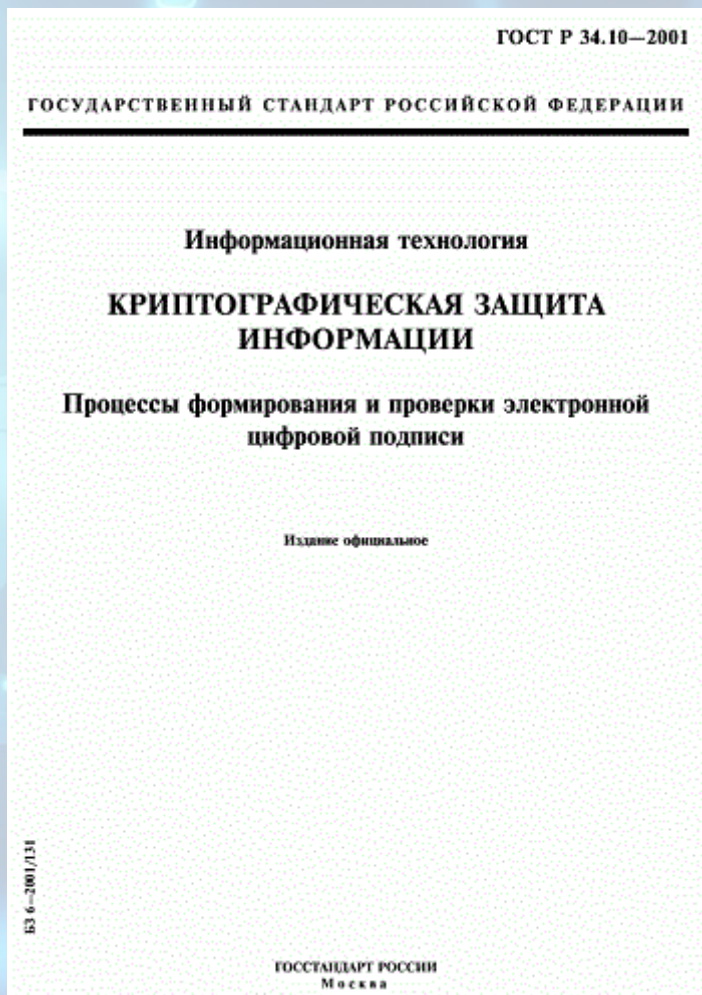 ГОСТ Р 34.10—2001
ГОСУДАРСТВЕННЫЙ СТАНДАРТ РОССИЙСКОЙ ФЕДЕРАЦИИ
Информационная технология
КРИПТОГРАФИЧЕСКАЯ ЗАЩИТА
ИНФОРМАЦИИ
Процессы формирования и проверки электронной
цифровой подписи
Издание официальное
БЗ 6—2001/131
ГОССТАНДАРТ РОССИИ
Москва